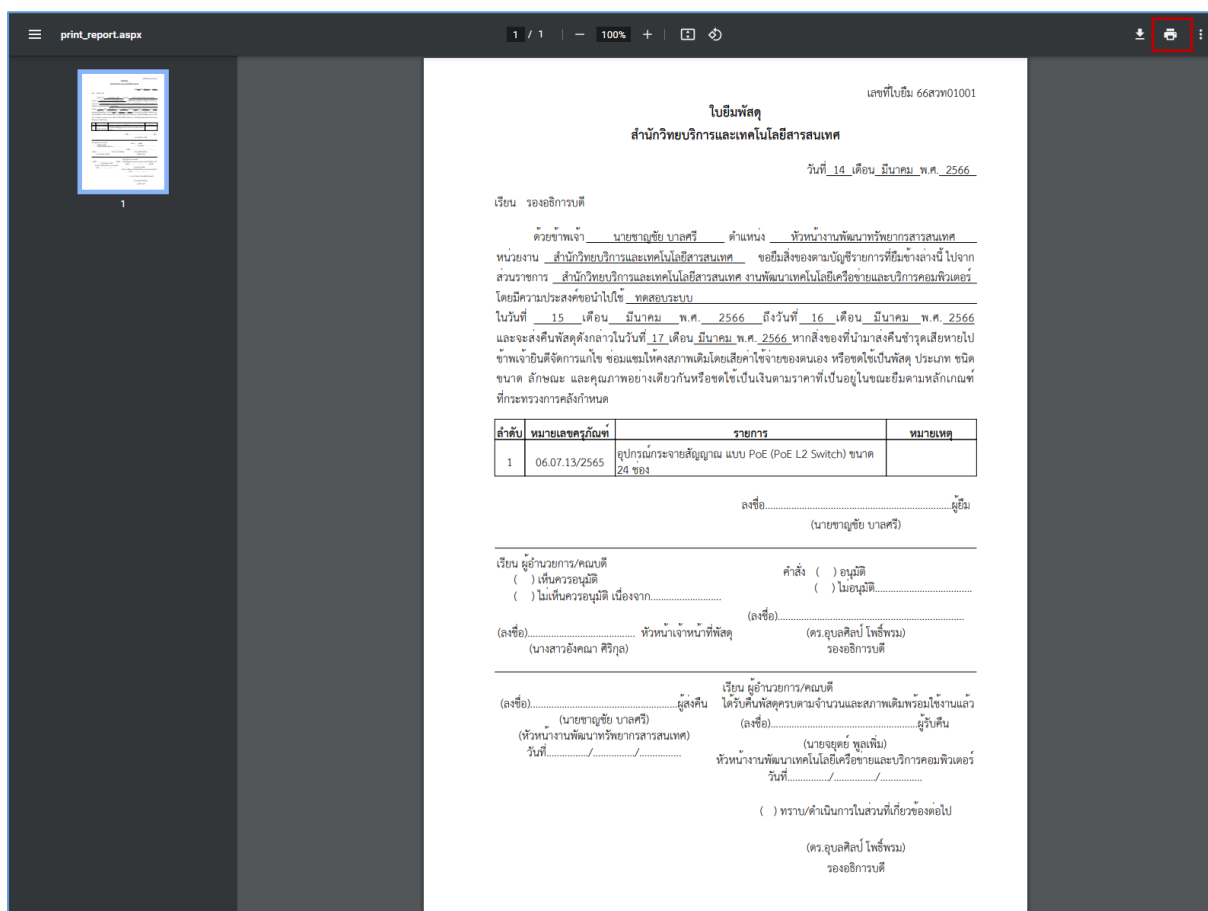 print_report.aspx
1 / 1 | − 100% + |
1
เลขที่ใบยืม 66สวท01001
ใบยืมพัสดุ
สำนักวิทยบริการและเทคโนโลยีสารสนเทศ
วันที่ 14 เดือน มีนาคม พ.ศ. 2566
เรียน รองอธิการบดี
ด้วยข้าพเจ้า นายชาญชัย บาลศรี ตำแหน่ง หัวหน้างานพัฒนาทรัพยากรสารสนเทศ
หน่วยงาน สำนักวิทยบริการและเทคโนโลยีสารสนเทศ ขอยืมสิ่งของตามบัญชีรายการที่ยืมข้างล่างนี้ ไปจาก
ส่วนราชการ สำนักวิทยบริการและเทคโนโลยีสารสนเทศ งานพัฒนาเทคโนโลยีเครือข่ายและบริการคอมพิวเตอร์
โดยมีความประสงค์ขอนำไปใช้ ทดสอบระบบ
ในวันที่ 15 เดือน มีนาคม พ.ศ. 2566 ถึงวันที่ 16 เดือน มีนาคม พ.ศ. 2566
และจะส่งคืนพัสดุดังกล่าวในวันที่ 17 เดือน มีนาคม พ.ศ. 2566 หากสิ่งของที่นำมาส่งคืนชำรุดเสียหายไป
ข้าพเจ้ายินดีจัดการแก้ไข ซ่อมแซมให้คงสภาพเดิมโดยเสียค่าใช้จ่ายของตนเอง หรือชดใช้เป็นพัสดุ ประเภท ชนิด
ขนาด ลักษณะ และคุณภาพอย่างเดียวกันหรือชดใช้เป็นเงินตามราคาที่เป็นอยู่ในขณะยืมตามหลักเกณฑ์
ที่กระทรวงการคลังกำหนด
ลำดับ หมายเลขครุภัณฑ์ รายการ หมายเหตุ
1 06.07.13/2565 อุปกรณ์กระจายสัญญาณ แบบ PoE (PoE L2 Switch) ขนาด
24 ช่อง
ลงชื่อ............................................................ผู้ยืม
(นายชาญชัย บาลศรี)
เรียน ผู้อำนวยการ/คณบดี
( ) เห็นควรอนุมัติ
( ) ไม่เห็นควรอนุมัติ เนื่องจาก...........................
(ลงชื่อ)......................................... หัวหน้าเจ้าหน้าที่พัสดุ
(นางสาวอังคณา ศิริกุล)
คำสั่ง ( ) อนุมัติ
( ) ไม่อนุมัติ.....................................
(ลงชื่อ)......................................................................
(ดร.อุบลศิลป์ โพธิ์พรม)
รองอธิการบดี
(ลงชื่อ)........................................................ผู้ส่งคืน
(นายชาญชัย บาลศรี)
(หัวหน้างานพัฒนาทรัพยากรสารสนเทศ)
วันที่................/................/................
เรียน ผู้อำนวยการ/คณบดี
ได้รับคืนพัสดุครบตามจำนวนและสภาพเดิมพร้อมใช้งานแล้ว
(ลงชื่อ)........................................................ผู้รับคืน
(นายจยุตย์ พูลเพิ่ม)
หัวหน้างานพัฒนาเทคโนโลยีเครือข่ายและบริการคอมพิวเตอร์
วันที่................/................/................
( ) ทราบ/ดำเนินการในส่วนที่เกี่ยวข้องต่อไป
(ดร.อุบลศิลป์ โพธิ์พรม)
รองอธิการบดี